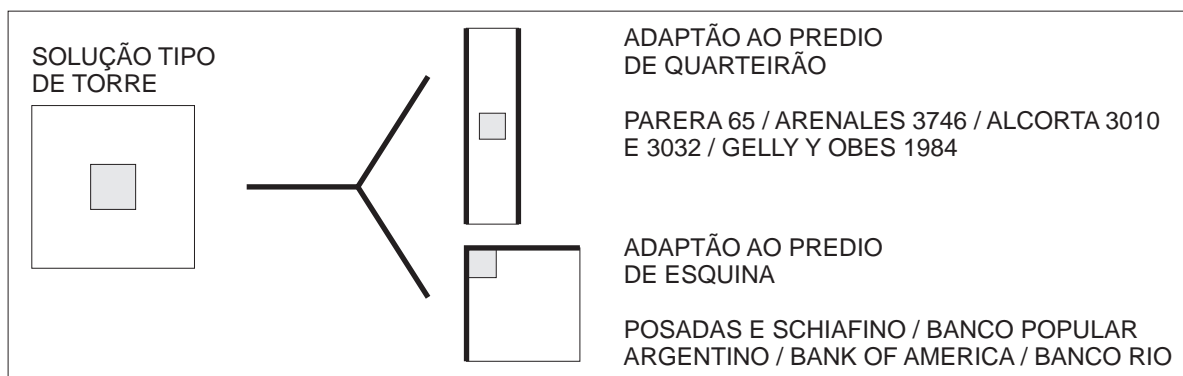 SOLUÇÃO TIPO
DE TORRE
ADAPTÃO AO PREDIO
DE QUARTEIRÃO
PARERA 65 / ARENALES 3746 / ALCORTA 3010
E 3032 / GELLY Y OBES 1984
ADAPTÃO AO PREDIO
DE ESQUINA
POSADAS E SCHIAFINO / BANCO POPULAR
ARGENTINO / BANK OF AMERICA / BANCO RIO